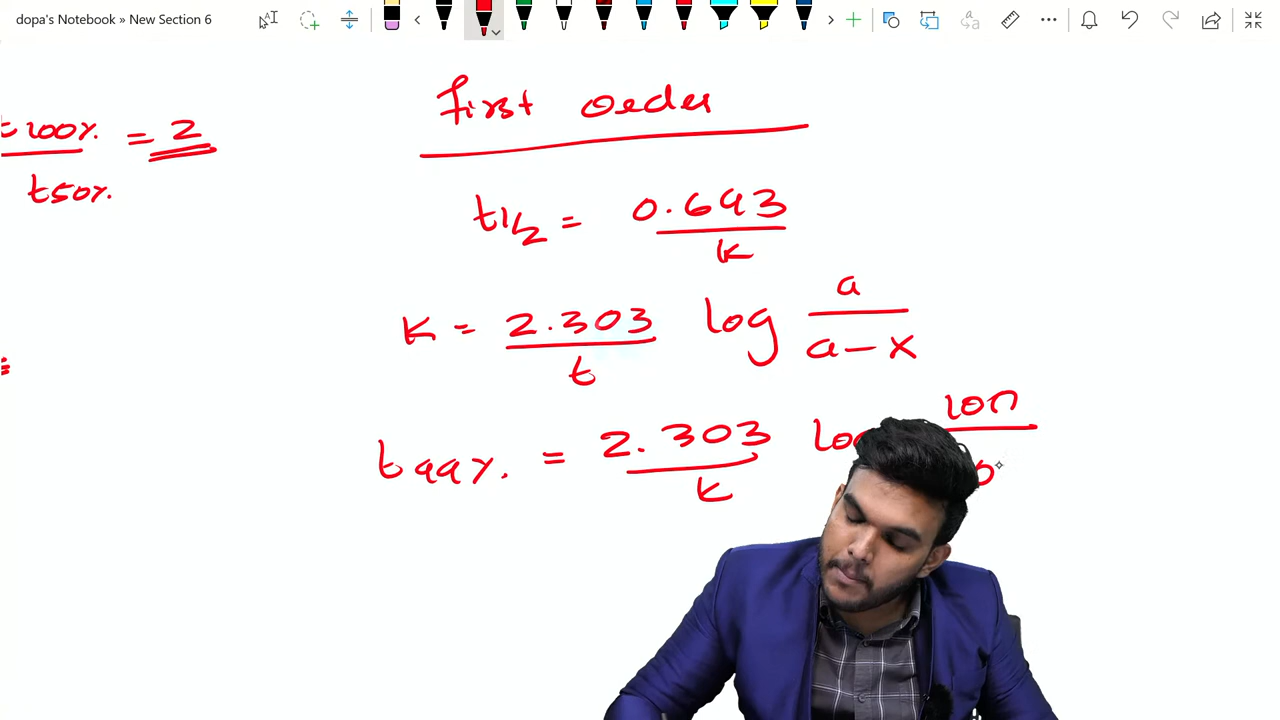 dopa's Notebook » New Section 6
First order
t100% = 2
t50%
t1/2 = 0.693
k
k = 2.303 log a
t a-x
t99% = 2.303 log 100
k